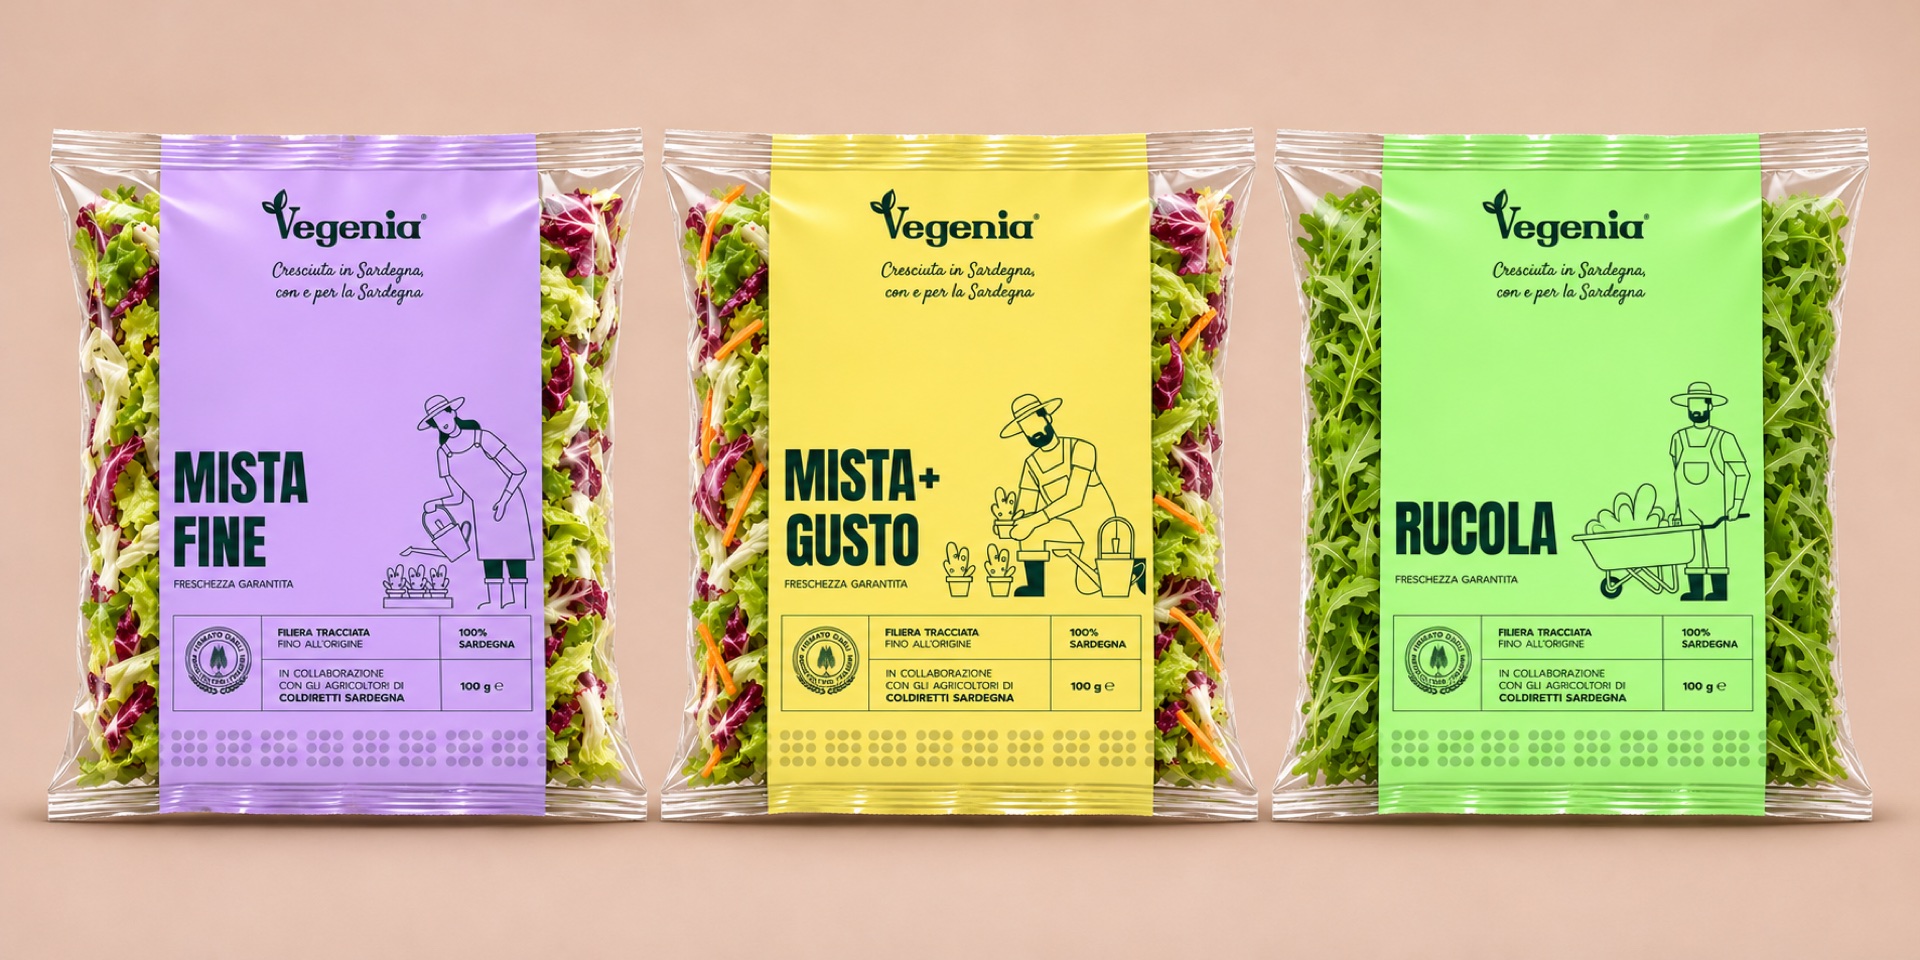 Vegenia®
Cresciuta in Sardegna,
con e per la Sardegna
MISTA
FINE
FRESCHEZZA GARANTITA
FILIERA TRACCIATA
FINO ALL'ORIGINE
100%
SARDEGNA
IN COLLABORAZIONE
CON GLI AGRICOLTORI DI
COLDIRETTI SARDEGNA
100 g ℮
Vegenia®
Cresciuta in Sardegna,
con e per la Sardegna
MISTA+
GUSTO
FRESCHEZZA GARANTITA
FILIERA TRACCIATA
FINO ALL'ORIGINE
100%
SARDEGNA
IN COLLABORAZIONE
CON GLI AGRICOLTORI DI
COLDIRETTI SARDEGNA
100 g ℮
Vegenia®
Cresciuta in Sardegna,
con e per la Sardegna
RUCOLA
FRESCHEZZA GARANTITA
FILIERA TRACCIATA
FINO ALL'ORIGINE
100%
SARDEGNA
IN COLLABORAZIONE
CON GLI AGRICOLTORI DI
COLDIRETTI SARDEGNA
100 g ℮